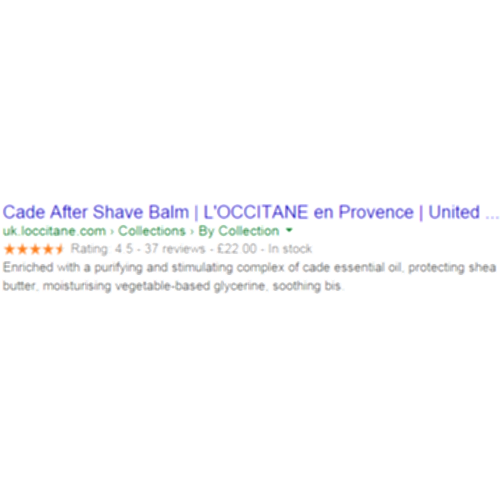 Cade After Shave Balm | L'OCCITANE en Provence | United ...
uk.loccitane.com › Collections › By Collection
Rating: 4.5 - 37 reviews - £22.00 - In stock
Enriched with a purifying and stimulating complex of cade essential oil, protecting shea
butter, moisturising vegetable-based glycerine, soothing bis.